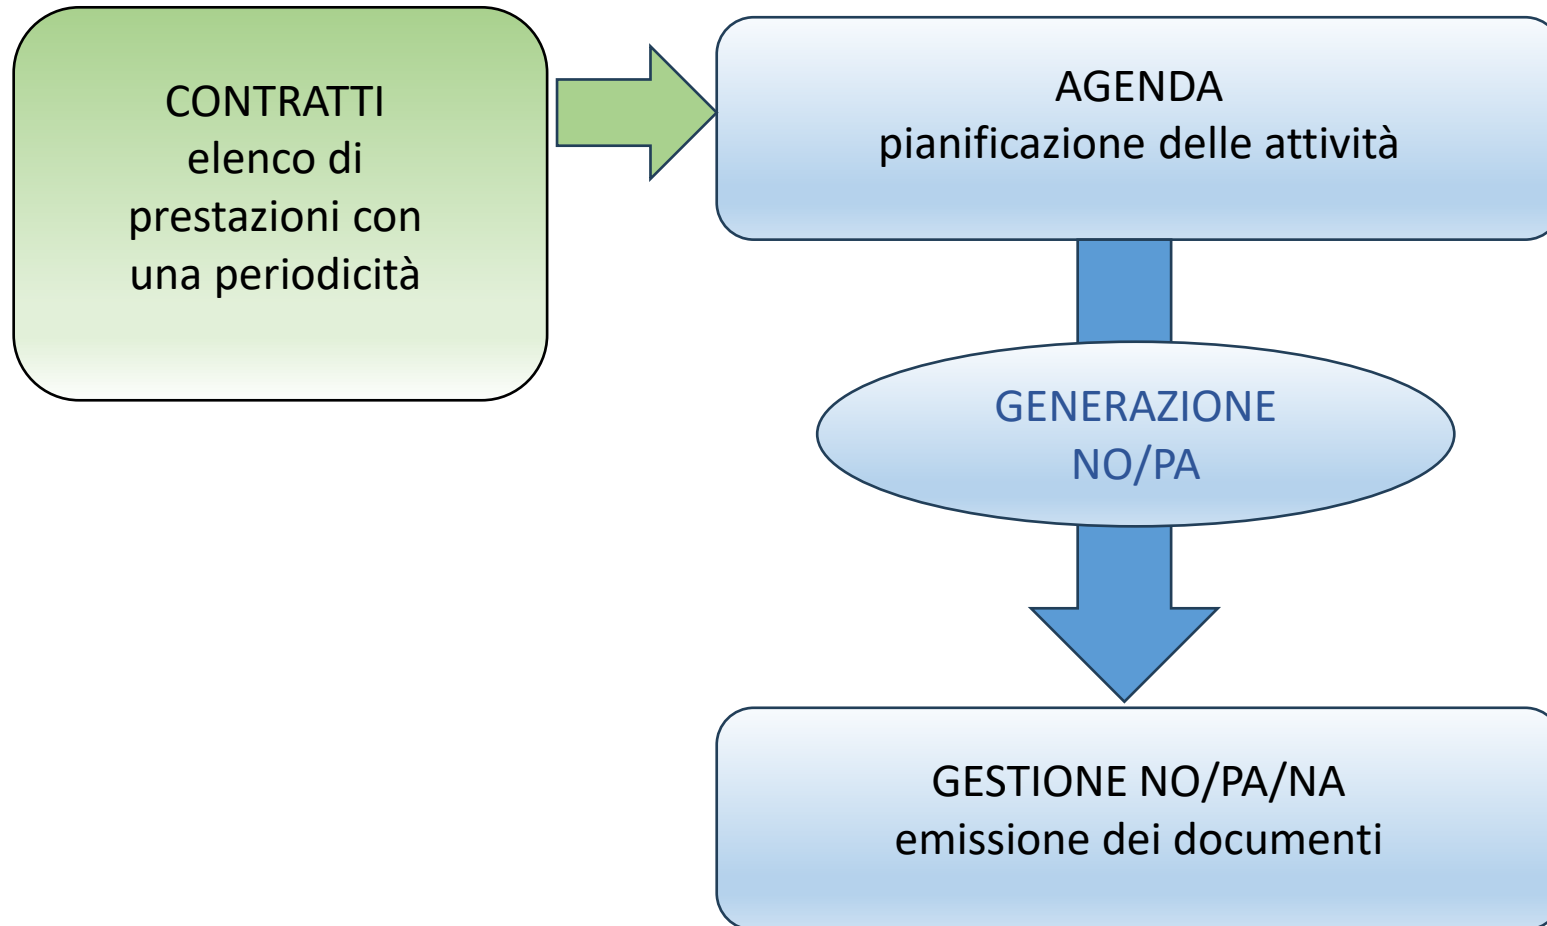 CONTRATTI
elenco di
prestazioni con
una periodicità
AGENDA
pianificazione delle attività
GENERAZIONE
NO/PA
GESTIONE NO/PA/NA
emissione dei documenti